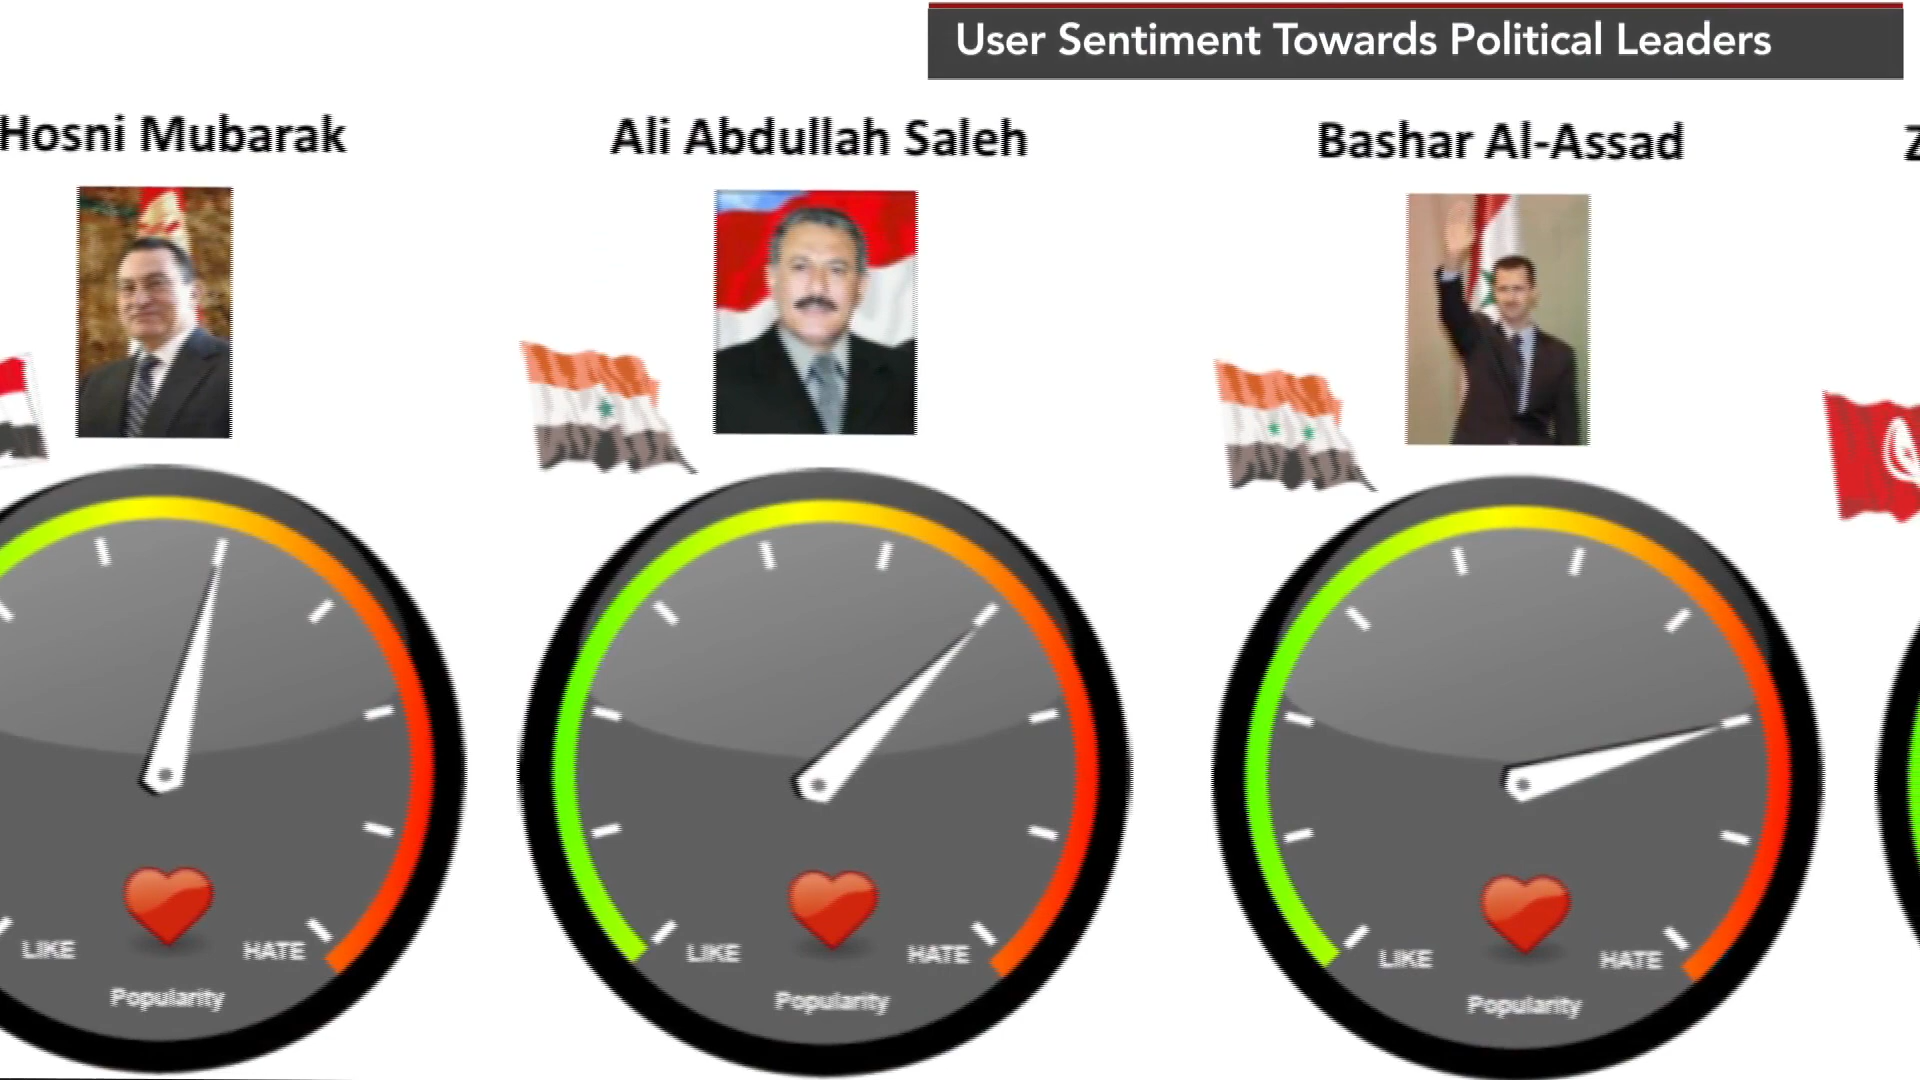 User Sentiment Towards Political Leaders
Hosni Mubarak
Ali Abdullah Saleh
Bashar Al-Assad
Z
LIKE
HATE
Popularity
LIKE
HATE
Popularity
LIKE
HATE
Popularity